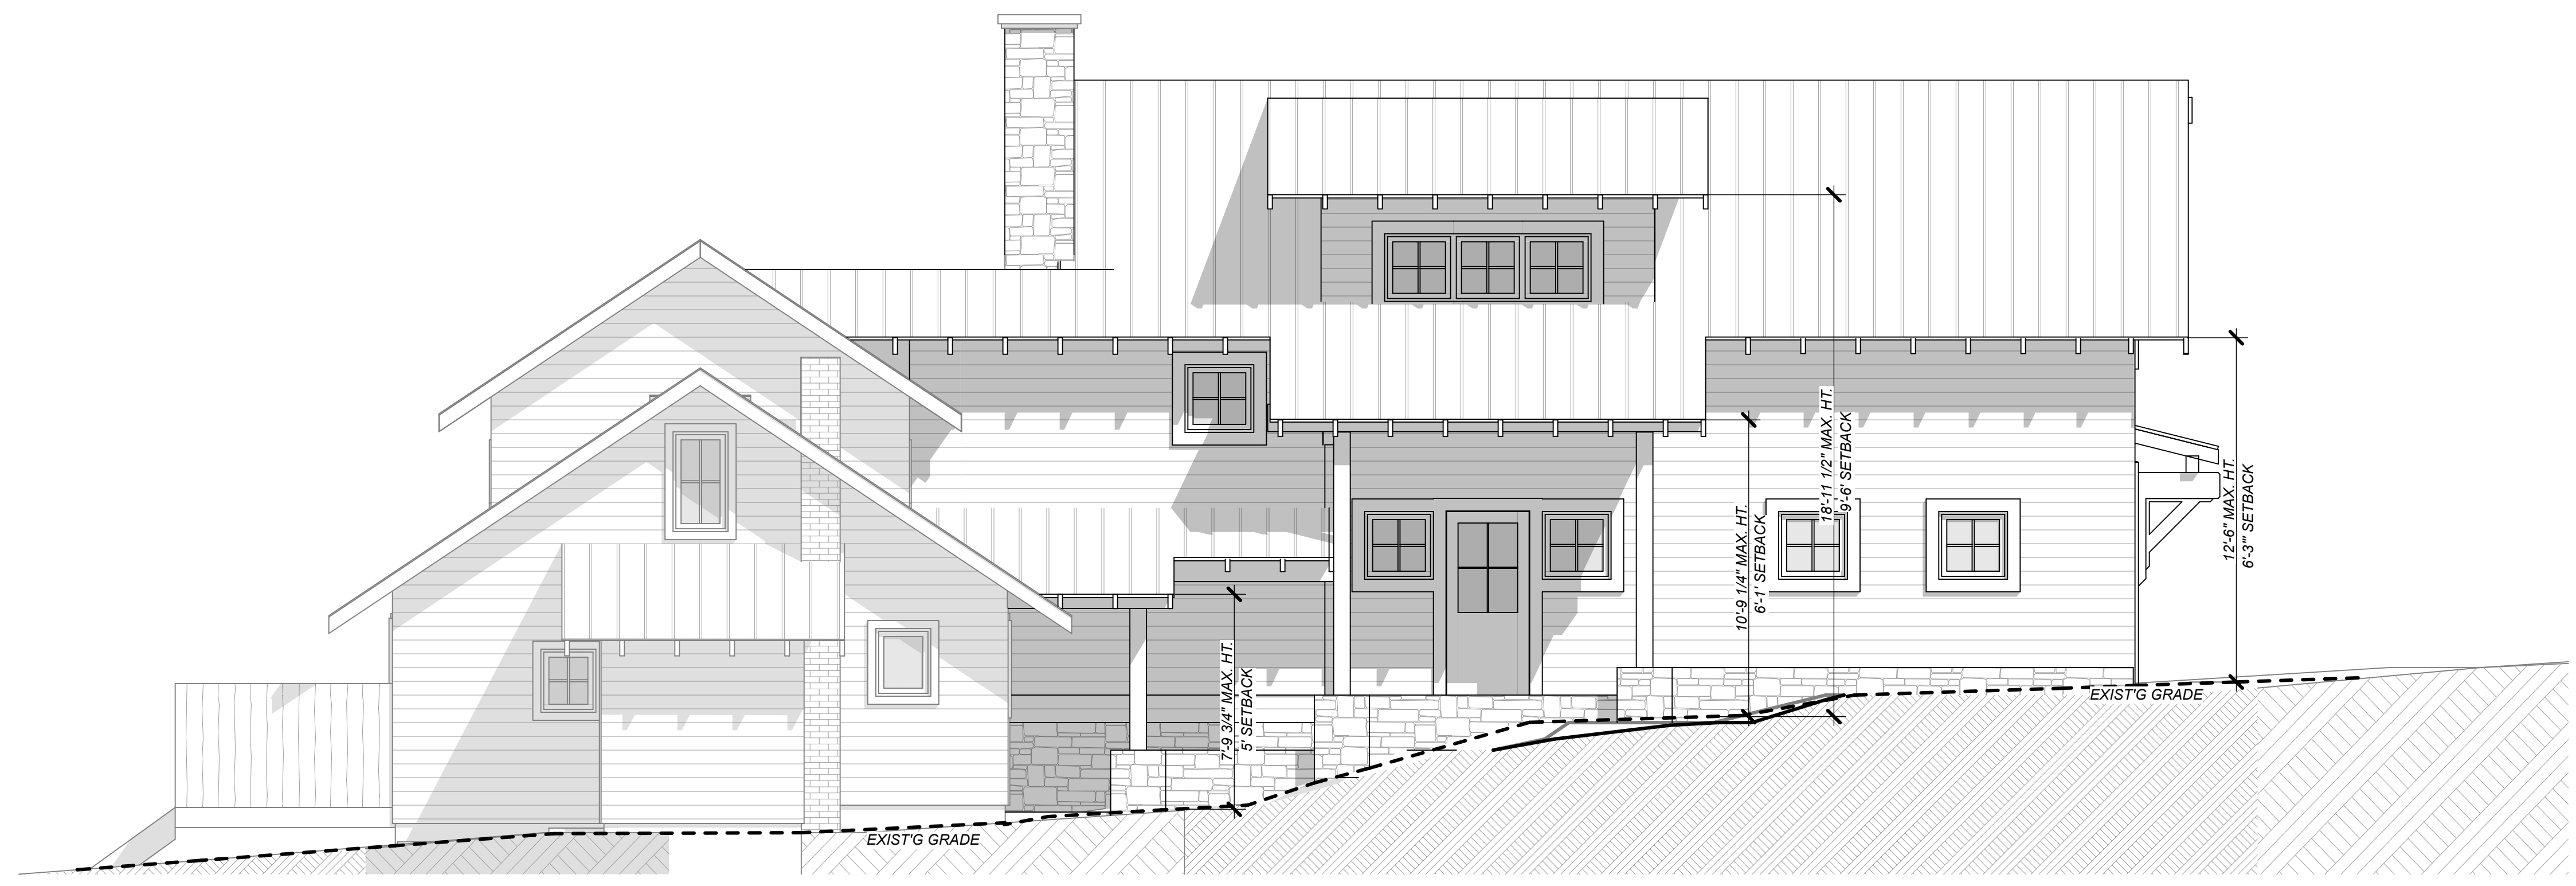 18'-11 1/2" MAX. HT.
9'-6' SETBACK
12'-6" MAX. HT.
6'-3'" SETBACK
10'-9 1/4" MAX. HT.
6'-1' SETBACK
7'-9 3/4" MAX. HT.
5' SETBACK
EXIST'G GRADE
EXIST'G GRADE